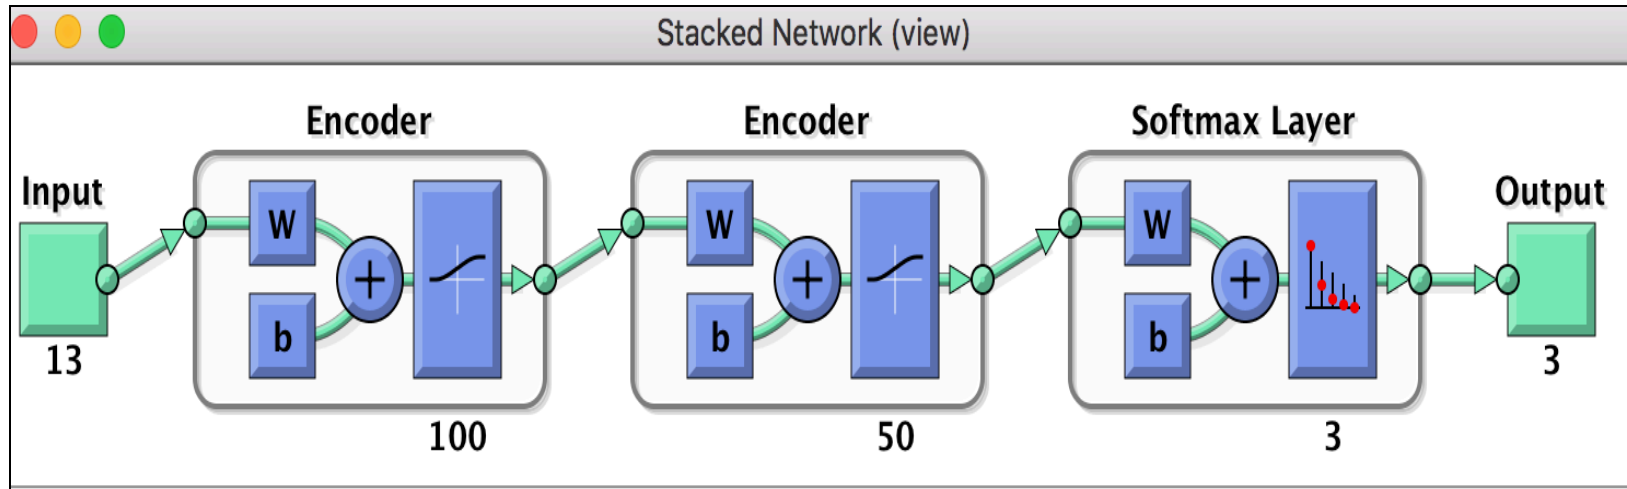 Stacked Network (view)
Encoder Encoder Softmax Layer
Input Output
W W W
b b b
13 3
100 50 3